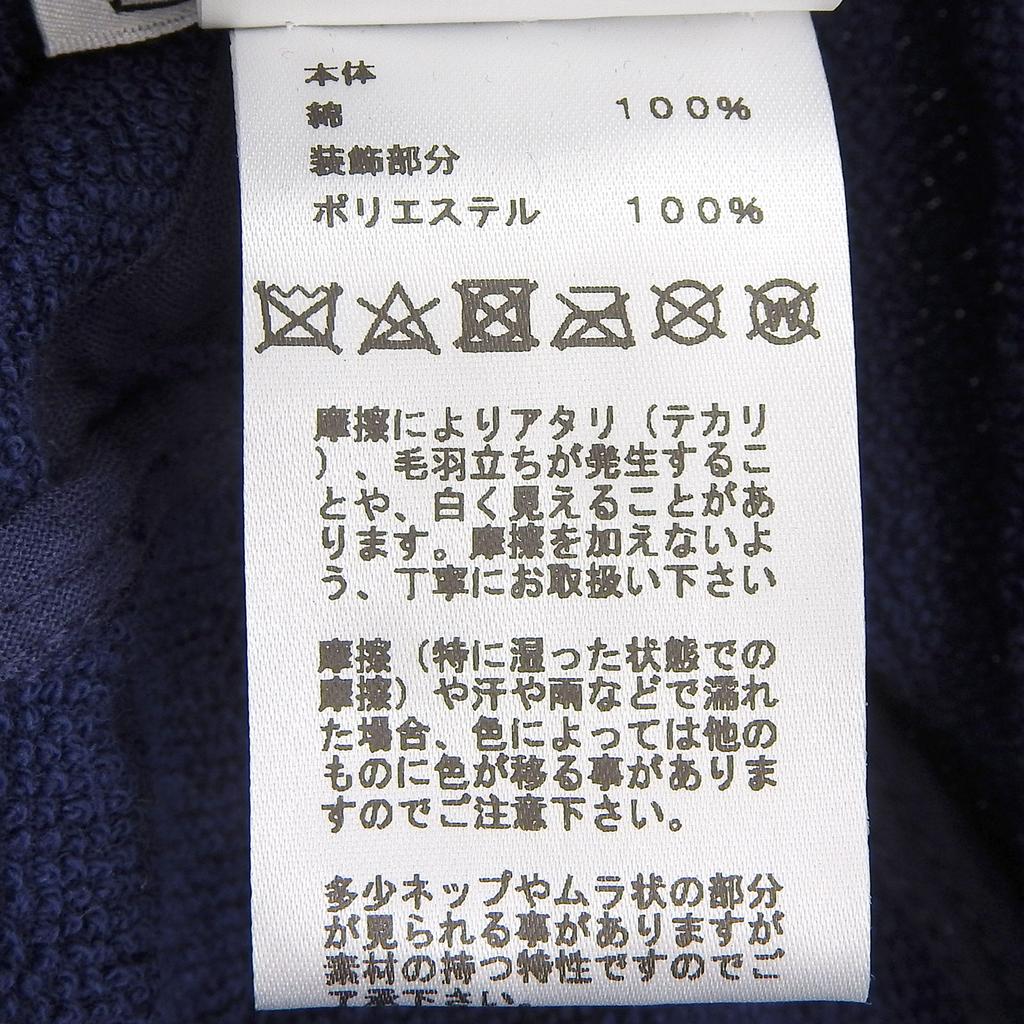 本体
綿 100%
装飾部分
ポリエステル 100%
W
摩擦によりアタリ（テカリ
）、毛羽立ちが発生するこ
とや、白く見えることがあ
ります。摩擦を加えないよ
う、丁寧にお取扱い下さい
摩擦（特に湿った状態での
摩擦）や汗や雨などで濡れ
た場合、色によっては他の
ものに色が移る事がありま
すのでご注意下さい。
多少ネップやムラ状の部分
が見られる事がありますが
素材の持つ特性ですのでご
了承下さい。